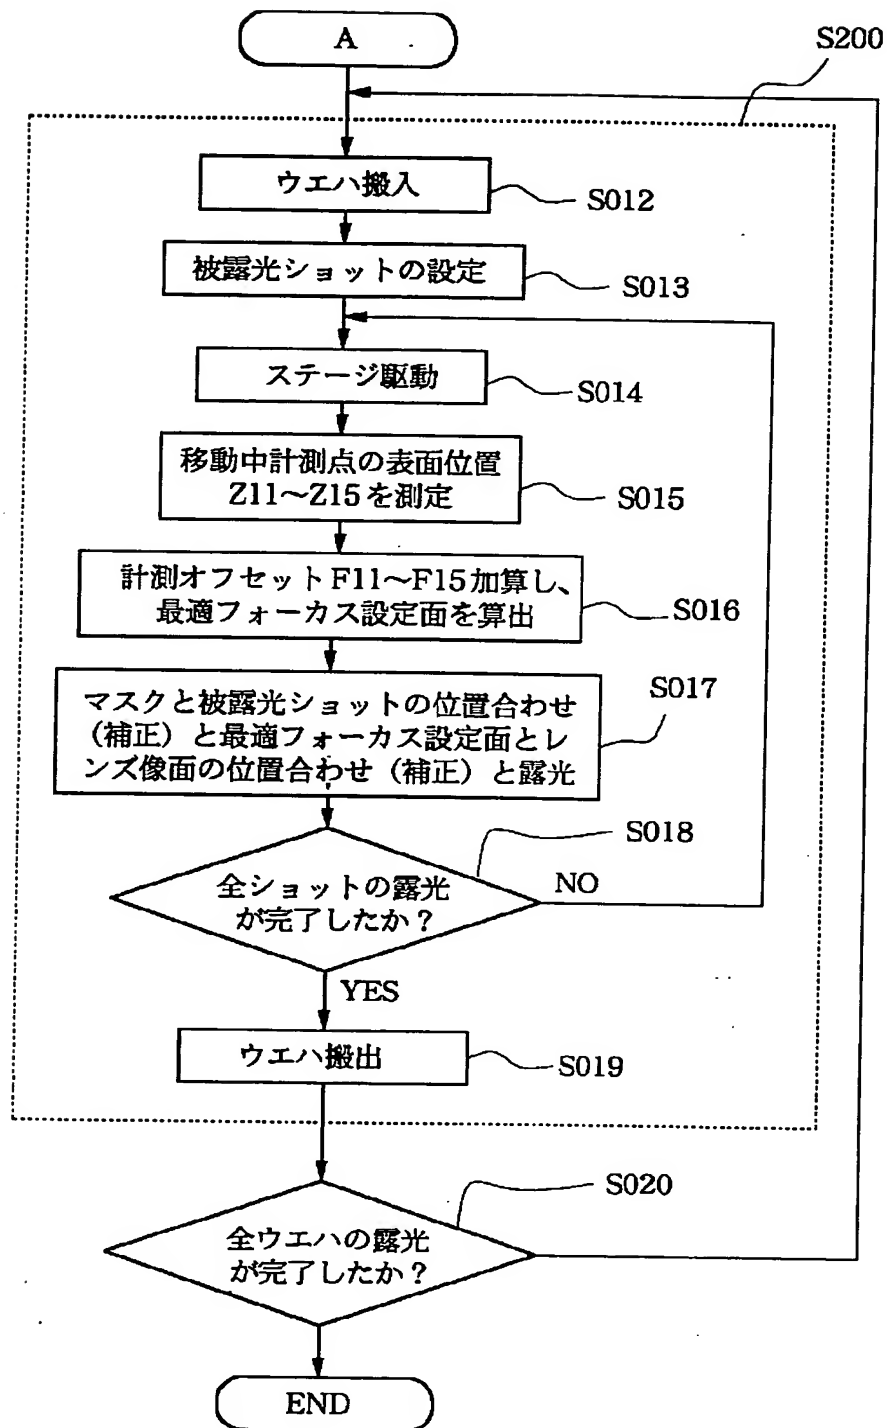 A
S200
ウエハ搬入
S012
被露光ショットの設定
S013
ステージ駆動
S014
移動中計測点の表面位置
Z11～Z15を測定
S015
計測オフセットF11～F15加算し、
最適フォーカス設定面を算出
S016
マスクと被露光ショットの位置合わせ
（補正）と最適フォーカス設定面とレ
ンズ像面の位置合わせ（補正）と露光
S017
全ショットの露光
が完了したか？
S018
NO
YES
ウエハ搬出
S019
全ウエハの露光
が完了したか？
S020
END